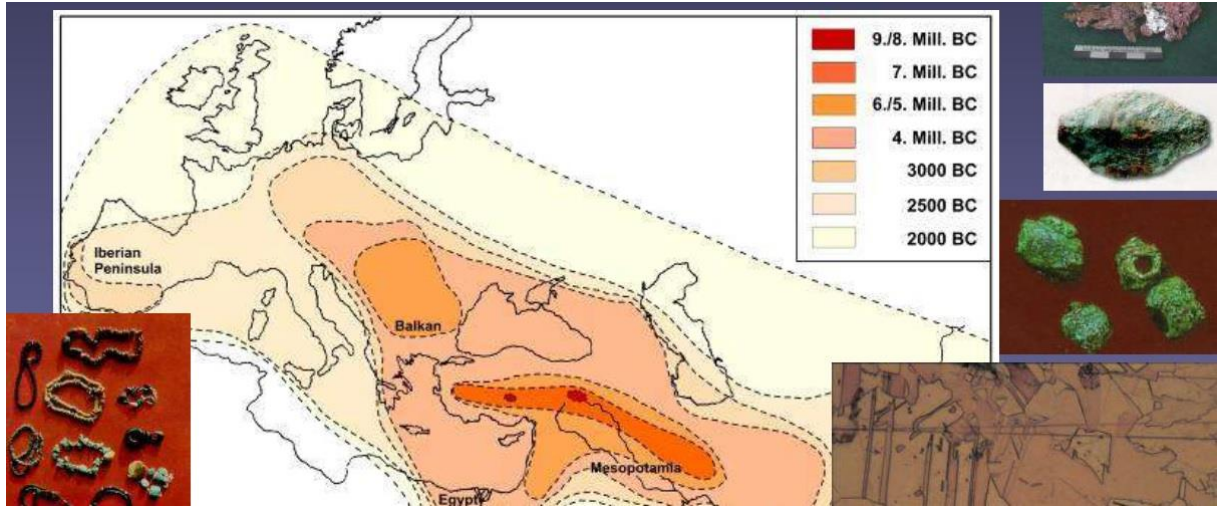 9./8. Mill. BC
7. Mill. BC
6./5. Mill. BC
4. Mill. BC
3000 BC
2500 BC
2000 BC
Iberian
Peninsula
Balkan
Mesopotamia
Egypt